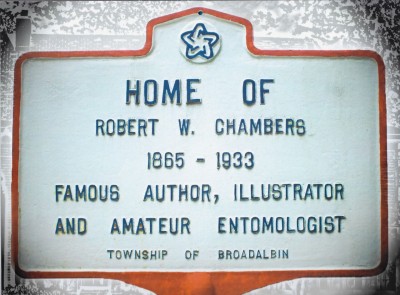 HOME OF
ROBERT W. CHAMBERS
1865 - 1933
FAMOUS AUTHOR, ILLUSTRATOR
AND AMATEUR ENTOMOLOGIST
TOWNSHIP OF BROADALBIN